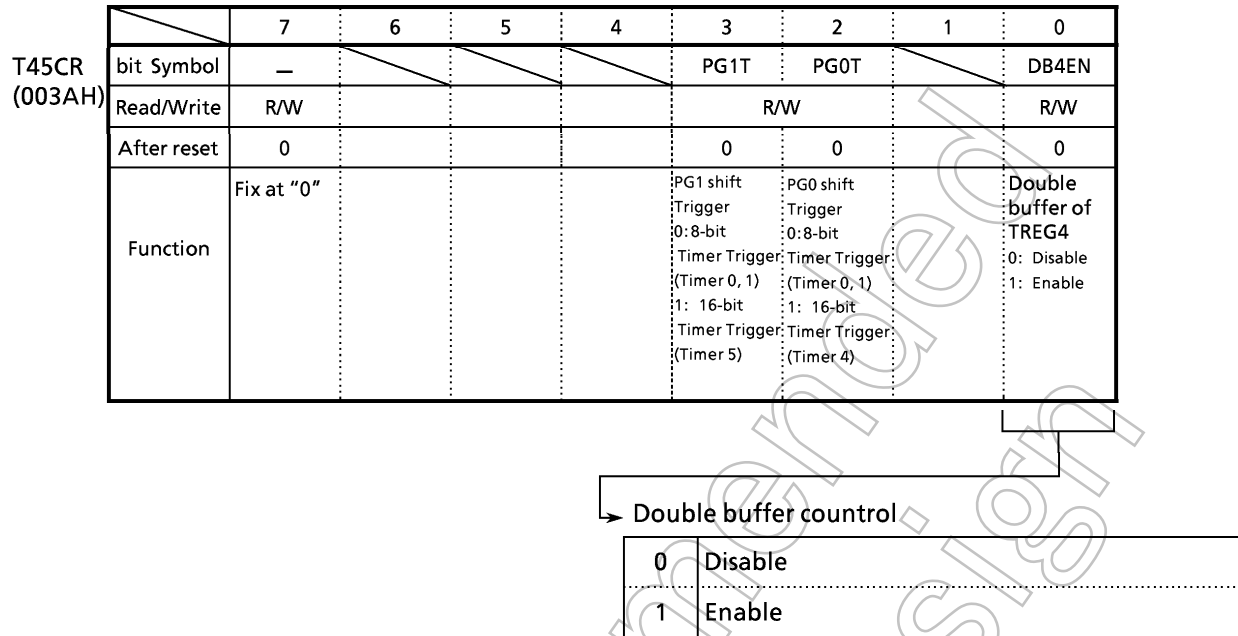 7 6 5 4 3 2 1 0
T45CR
(003AH)
bit Symbol — PG1T PG0T DB4EN
Read/Write R/W R/W R/W
After reset 0 0 0 0
Function
Fix at “0”
PG1 shift
Trigger
0:8-bit
Timer Trigger
(Timer 0, 1)
1: 16-bit
Timer Trigger
(Timer 5)
PG0 shift
Trigger
0:8-bit
Timer Trigger
(Timer 0, 1)
1: 16-bit
Timer Trigger
(Timer 4)
Double
buffer of
TREG4
0: Disable
1: Enable
Double buffer countrol
0 Disable
1 Enable